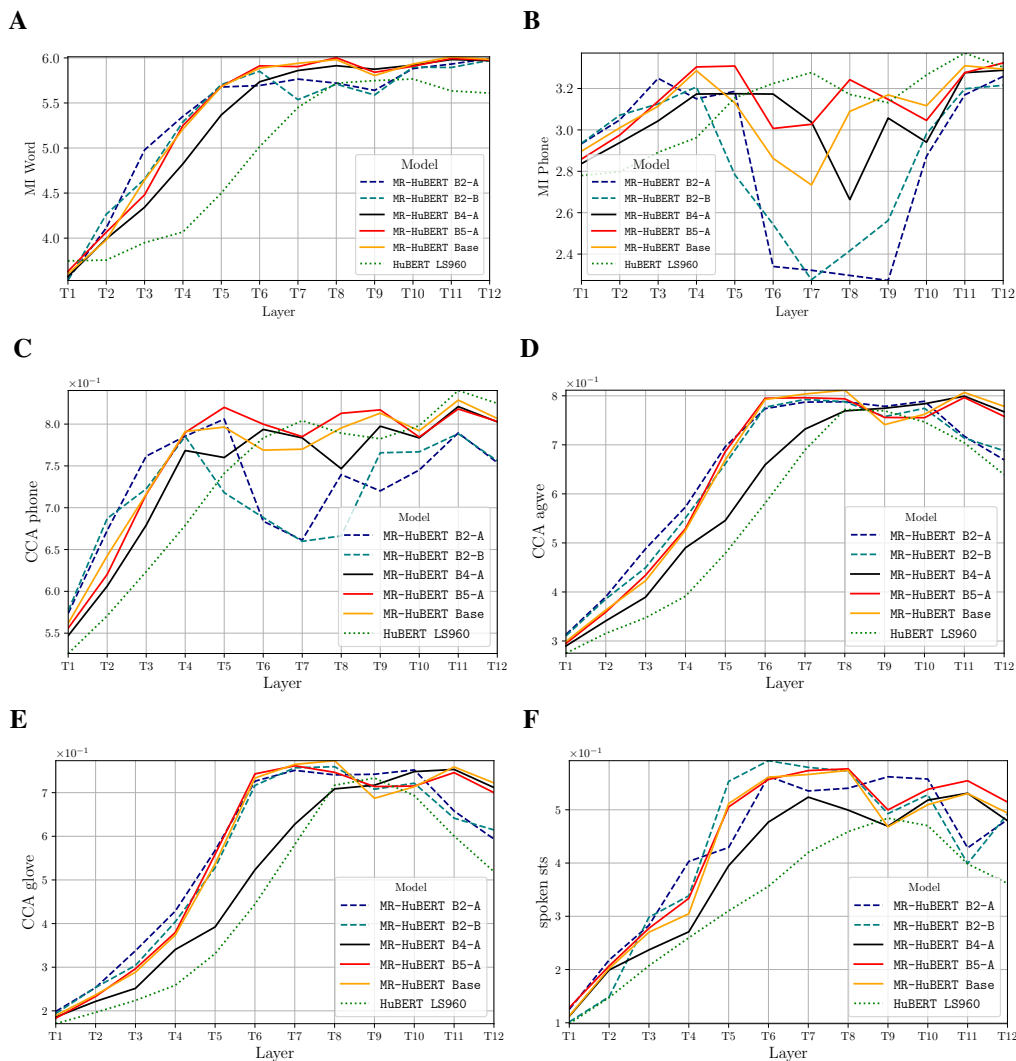 A
6.0
5.5
5.0
4.5
4.0
MI Word
T1 T2 T3 T4 T5 T6 T7 T8 T9 T10 T11 T12
Layer
Model
MR-HuBERT B2-A
MR-HuBERT B2-B
MR-HuBERT B4-A
MR-HuBERT B5-A
MR-HuBERT Base
HuBERT LS960
B
3.2
3.0
2.8
2.6
2.4
MI Phone
T1 T2 T3 T4 T5 T6 T7 T8 T9 T10 T11 T12
Layer
Model
MR-HuBERT B2-A
MR-HuBERT B2-B
MR-HuBERT B4-A
MR-HuBERT B5-A
MR-HuBERT Base
HuBERT LS960
C
×10⁻¹
8.0
7.5
7.0
6.5
6.0
5.5
CCA phone
T1 T2 T3 T4 T5 T6 T7 T8 T9 T10 T11 T12
Layer
Model
MR-HuBERT B2-A
MR-HuBERT B2-B
MR-HuBERT B4-A
MR-HuBERT B5-A
MR-HuBERT Base
HuBERT LS960
D
×10⁻¹
8
7
6
5
4
3
CCA agwe
T1 T2 T3 T4 T5 T6 T7 T8 T9 T10 T11 T12
Layer
Model
MR-HuBERT B2-A
MR-HuBERT B2-B
MR-HuBERT B4-A
MR-HuBERT B5-A
MR-HuBERT Base
HuBERT LS960
E
×10⁻¹
7
6
5
4
3
2
CCA glove
T1 T2 T3 T4 T5 T6 T7 T8 T9 T10 T11 T12
Layer
Model
MR-HuBERT B2-A
MR-HuBERT B2-B
MR-HuBERT B4-A
MR-HuBERT B5-A
MR-HuBERT Base
HuBERT LS960
F
×10⁻¹
5
4
3
2
1
spoken sts
T1 T2 T3 T4 T5 T6 T7 T8 T9 T10 T11 T12
Layer
Model
MR-HuBERT B2-A
MR-HuBERT B2-B
MR-HuBERT B4-A
MR-HuBERT B5-A
MR-HuBERT Base
HuBERT LS960